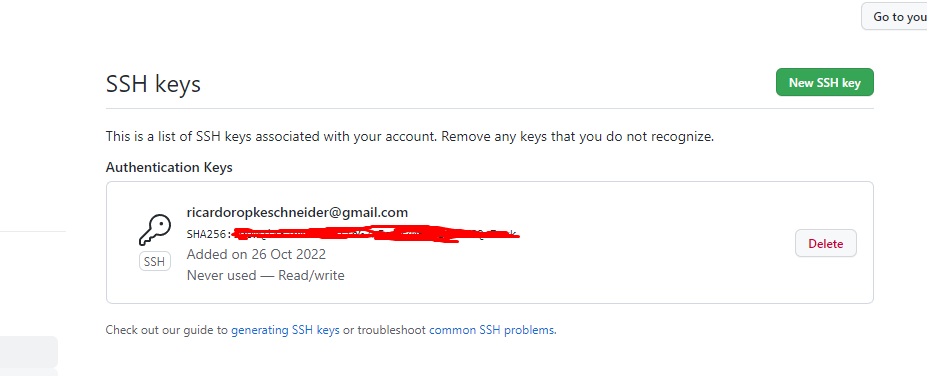 Go to you
SSH keys
New SSH key
This is a list of SSH keys associated with your account. Remove any keys that you do not recognize.
Authentication Keys
ricardoropkeschneider@gmail.com
SHA256:
Added on 26 Oct 2022
SSH
Delete
Never used — Read/write
Check out our guide to generating SSH keys or troubleshoot common SSH problems.